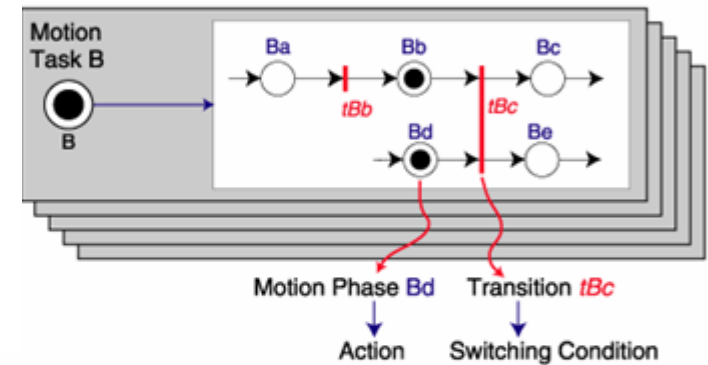 Motion
Task B
B
Ba
Bb
Bc
tBb
tBc
Bd
Be
Motion Phase Bd
Transition tBc
Action
Switching Condition